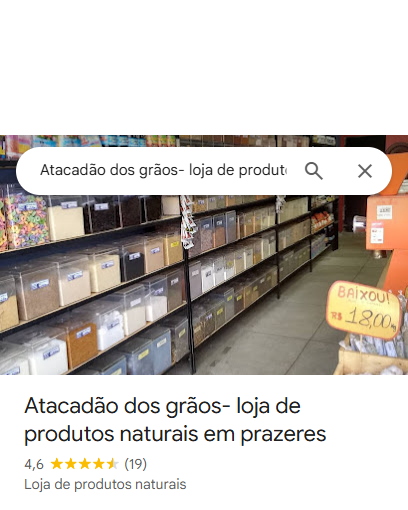 Atacadão dos grãos- loja de produt
BAIXOU!
R$ 18,00
Atacadão dos grãos- loja de
produtos naturais em prazeres
4,6 (19)
Loja de produtos naturais